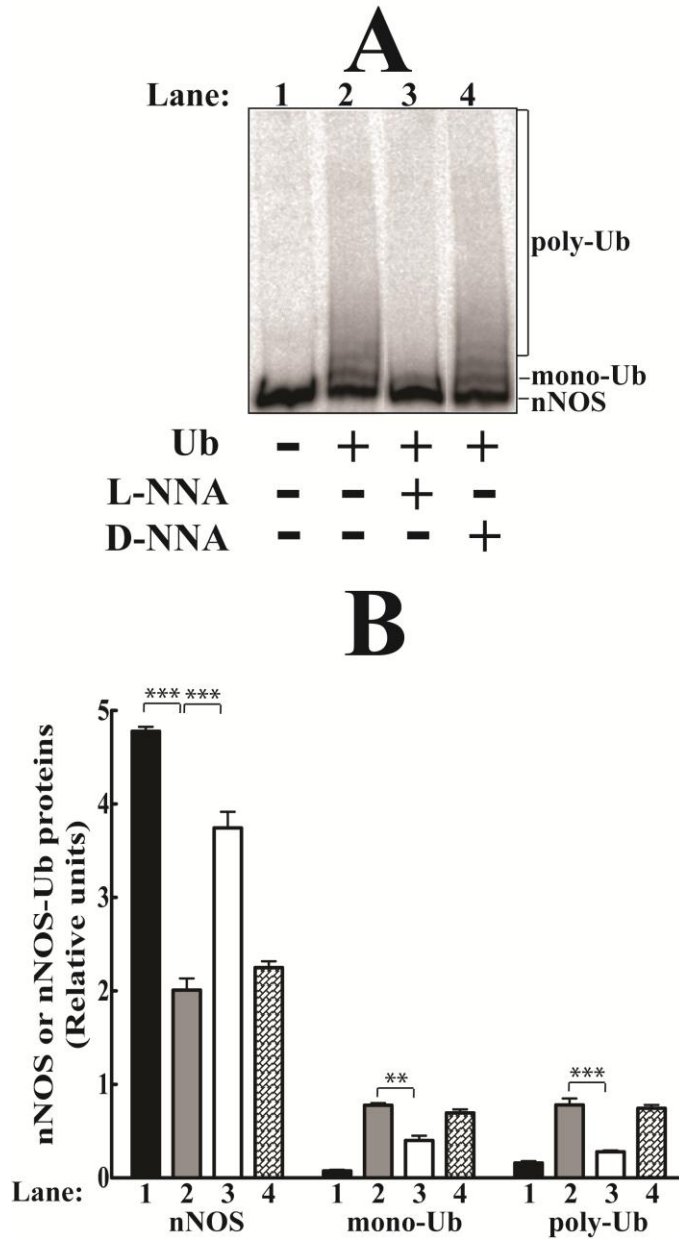 A
Lane: 1 2 3 4
poly-Ub
mono-Ub
nNOS
Ub - + + +
L-NNA - - + -
D-NNA - - - +
B
nNOS or nNOS-Ub proteins
(Relative units)
5
4
3
2
1
0
*** ***
**
***
Lane: 1 2 3 4 1 2 3 4 1 2 3 4
nNOS mono-Ub poly-Ub